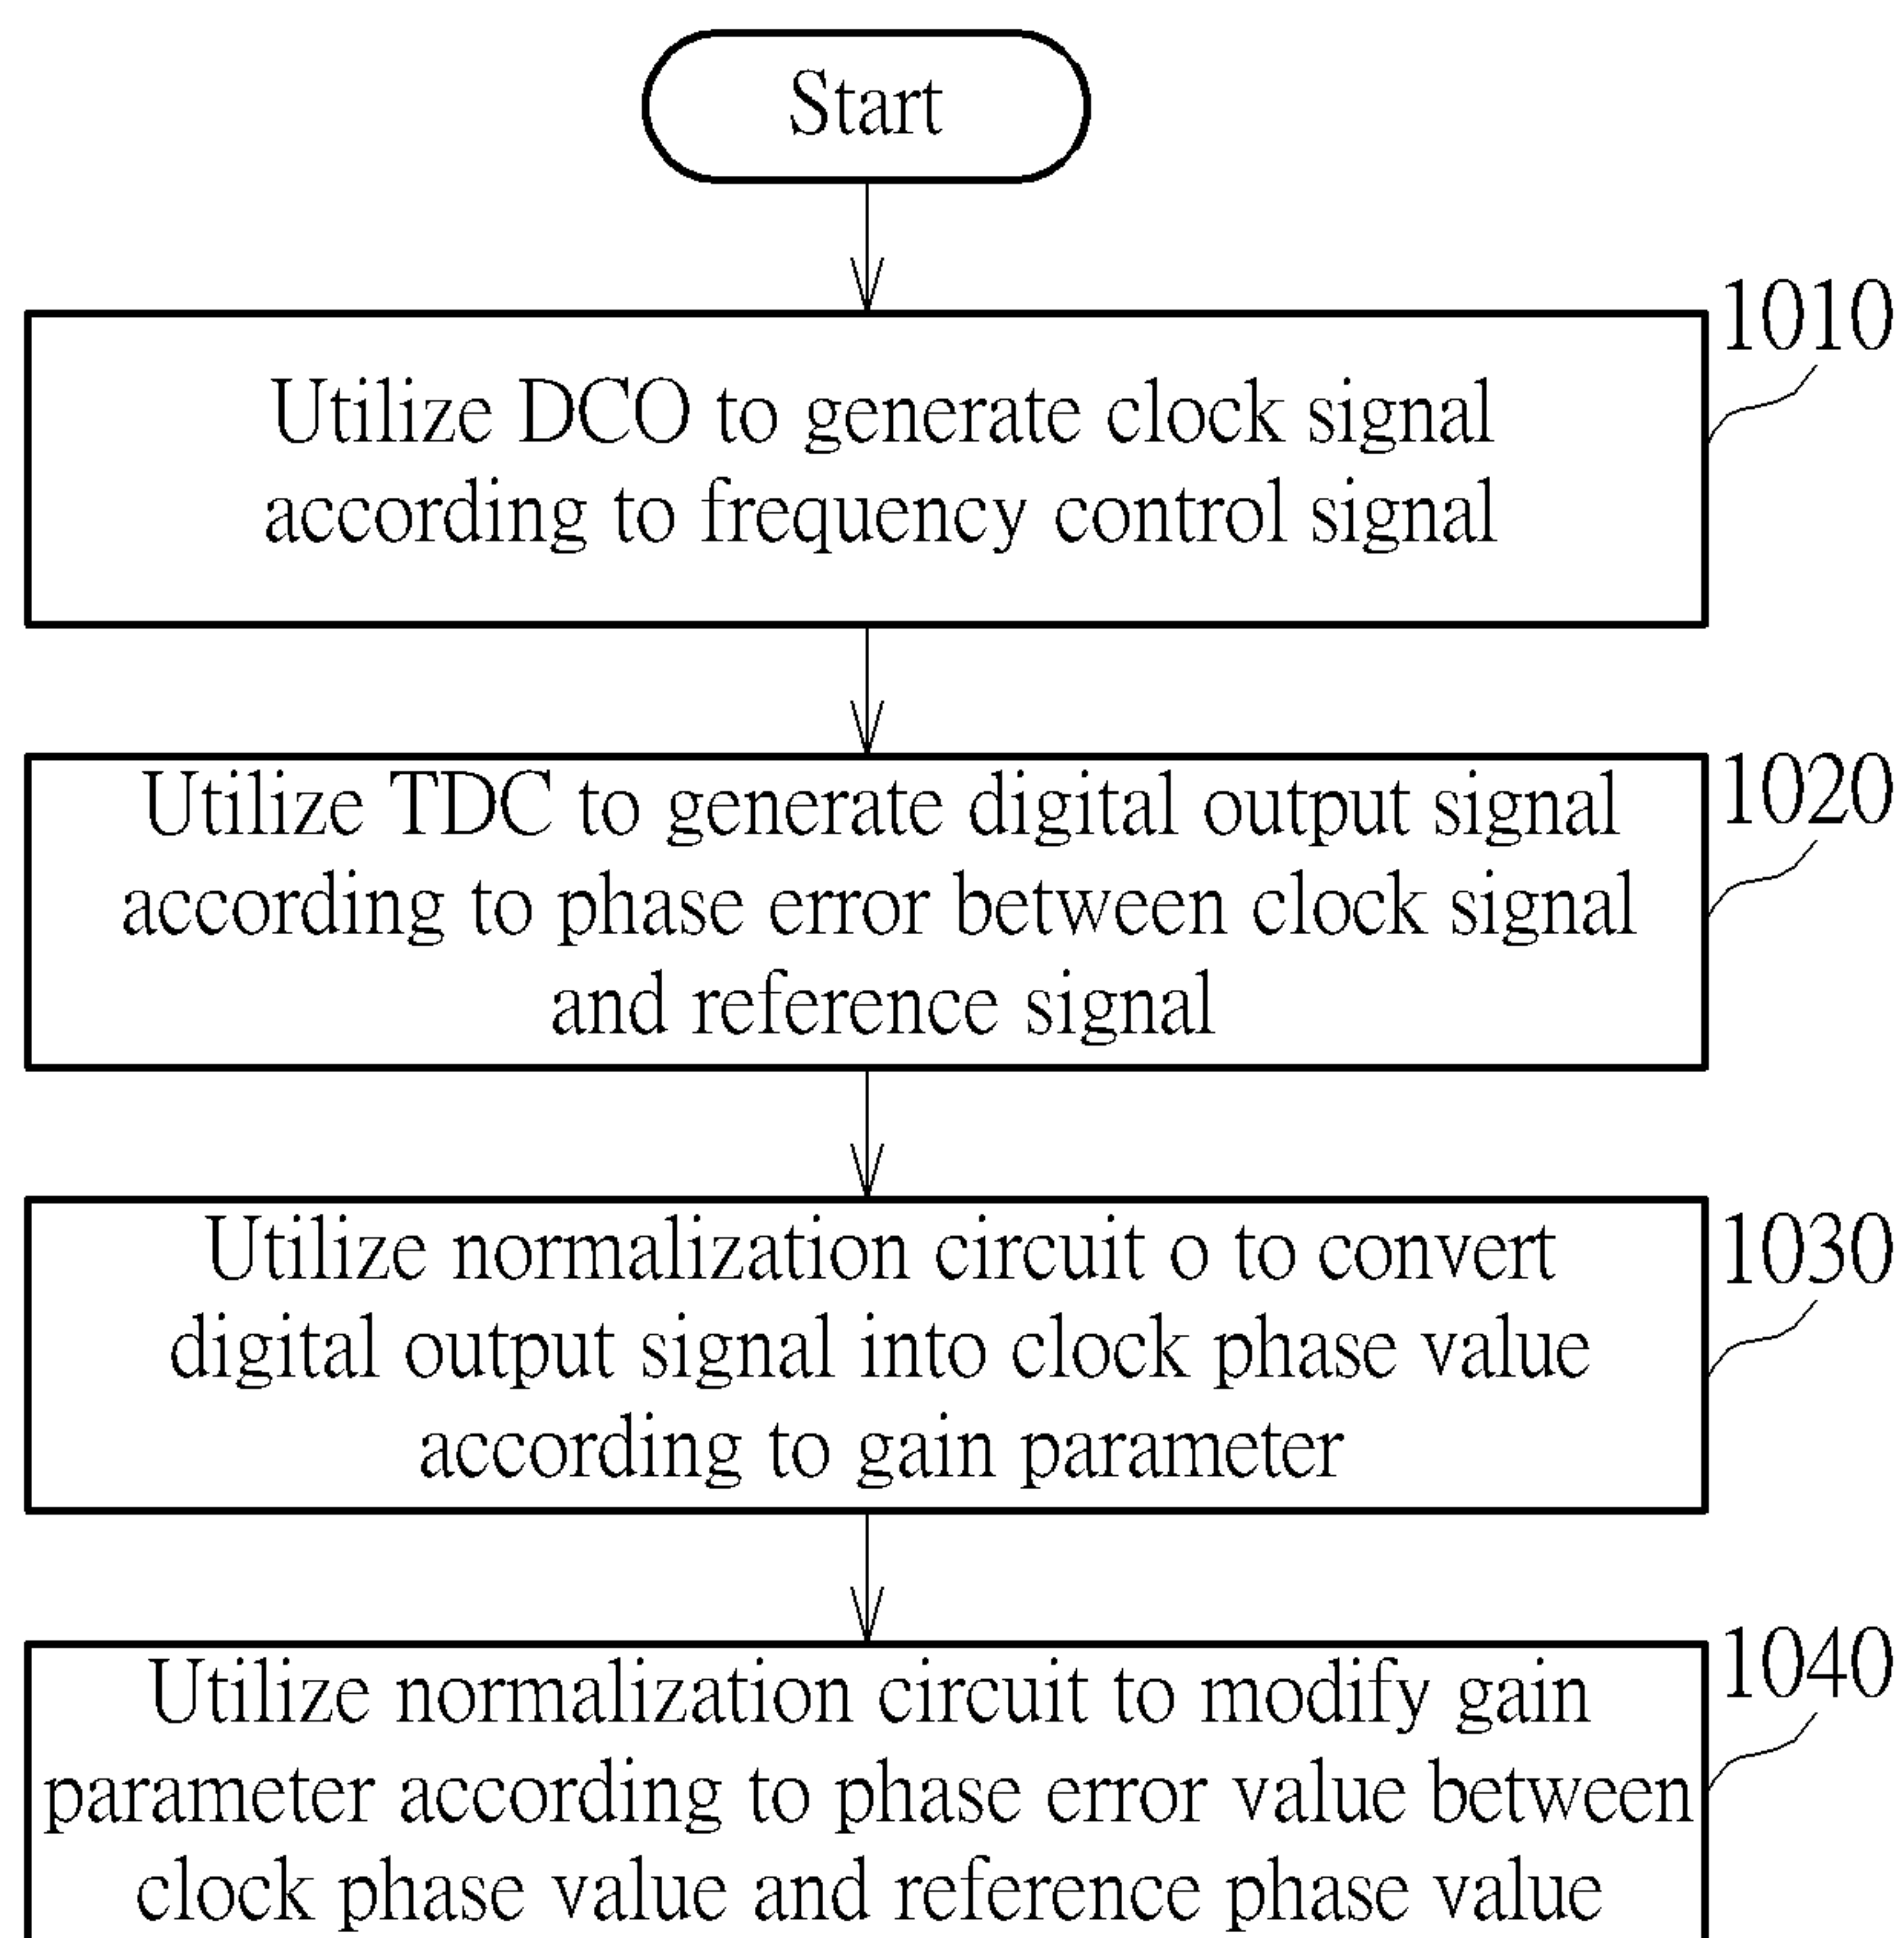 Start
1010
Utilize DCO to generate clock signal
according to frequency control signal
1020
Utilize TDC to generate digital output signal
according to phase error between clock signal
and reference signal
1030
Utilize normalization circuit o to convert
digital output signal into clock phase value
according to gain parameter
1040
Utilize normalization circuit to modify gain
parameter according to phase error value between
clock phase value and reference phase value